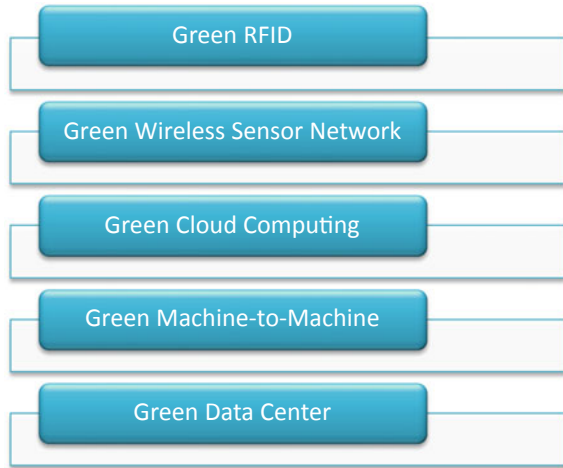 Green RFID
Green Wireless Sensor Network
Green Cloud Computing
Green Machine-to-Machine
Green Data Center